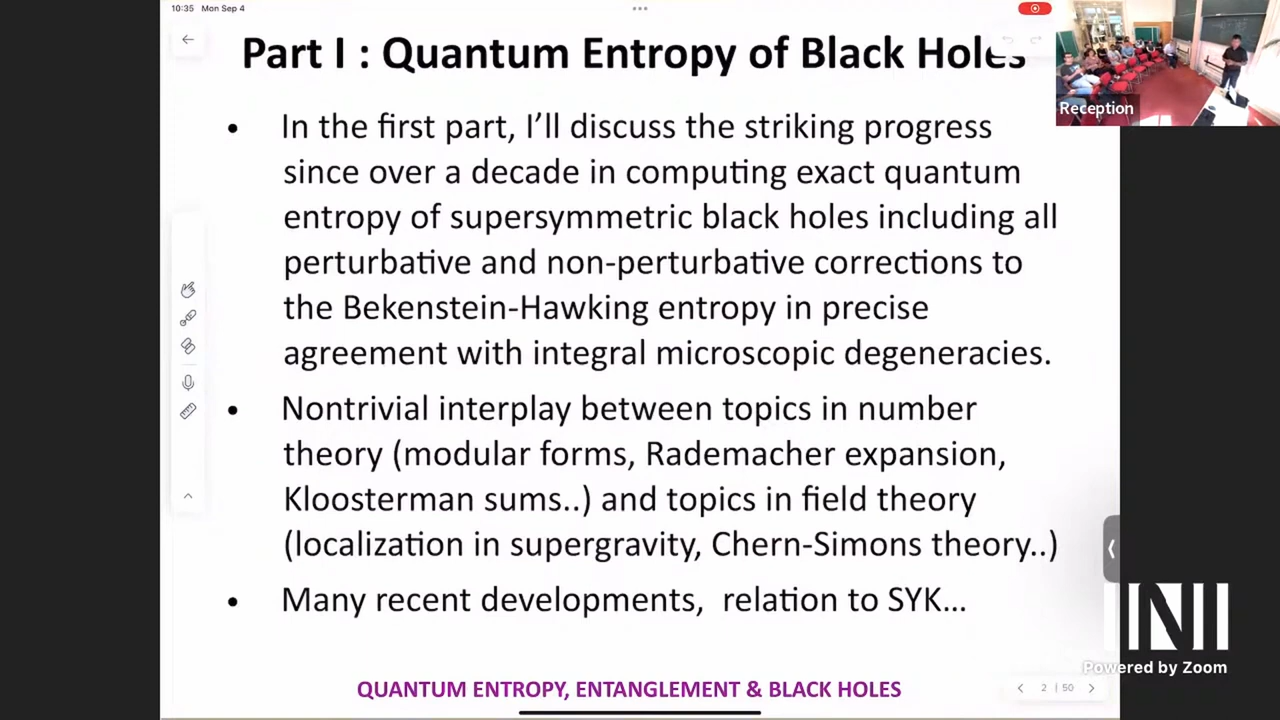 10:35 Mon Sep 4
Part I : Quantum Entropy of Black Holes
Reception
• In the first part, I’ll discuss the striking progress
since over a decade in computing exact quantum
entropy of supersymmetric black holes including all
perturbative and non-perturbative corrections to
the Bekenstein-Hawking entropy in precise
agreement with integral microscopic degeneracies.
• Nontrivial interplay between topics in number
theory (modular forms, Rademacher expansion,
Kloosterman sums..) and topics in field theory
(localization in supergravity, Chern-Simons theory..)
• Many recent developments, relation to SYK...
INI
Powered by Zoom
QUANTUM ENTROPY, ENTANGLEMENT & BLACK HOLES
2 | 50